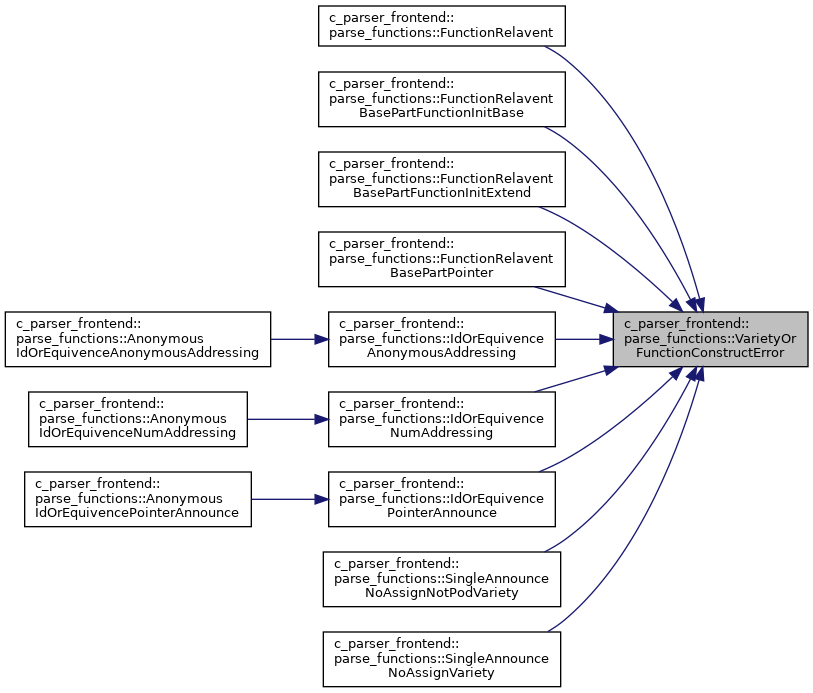 c_parser_frontend::
parse_functions::FunctionRelavent
c_parser_frontend::
parse_functions::FunctionRelavent
BasePartFunctionInitBase
c_parser_frontend::
parse_functions::FunctionRelavent
BasePartFunctionInitExtend
c_parser_frontend::
parse_functions::FunctionRelavent
BasePartPointer
c_parser_frontend::
parse_functions::Anonymous
IdOrEquivenceAnonymousAddressing
c_parser_frontend::
parse_functions::IdOrEquivence
AnonymousAddressing
c_parser_frontend::
parse_functions::VarietyOr
FunctionConstructError
c_parser_frontend::
parse_functions::Anonymous
IdOrEquivenceNumAddressing
c_parser_frontend::
parse_functions::IdOrEquivence
NumAddressing
c_parser_frontend::
parse_functions::Anonymous
IdOrEquivencePointerAnnounce
c_parser_frontend::
parse_functions::IdOrEquivence
PointerAnnounce
c_parser_frontend::
parse_functions::SingleAnnounce
NoAssignNotPodVariety
c_parser_frontend::
parse_functions::SingleAnnounce
NoAssignVariety